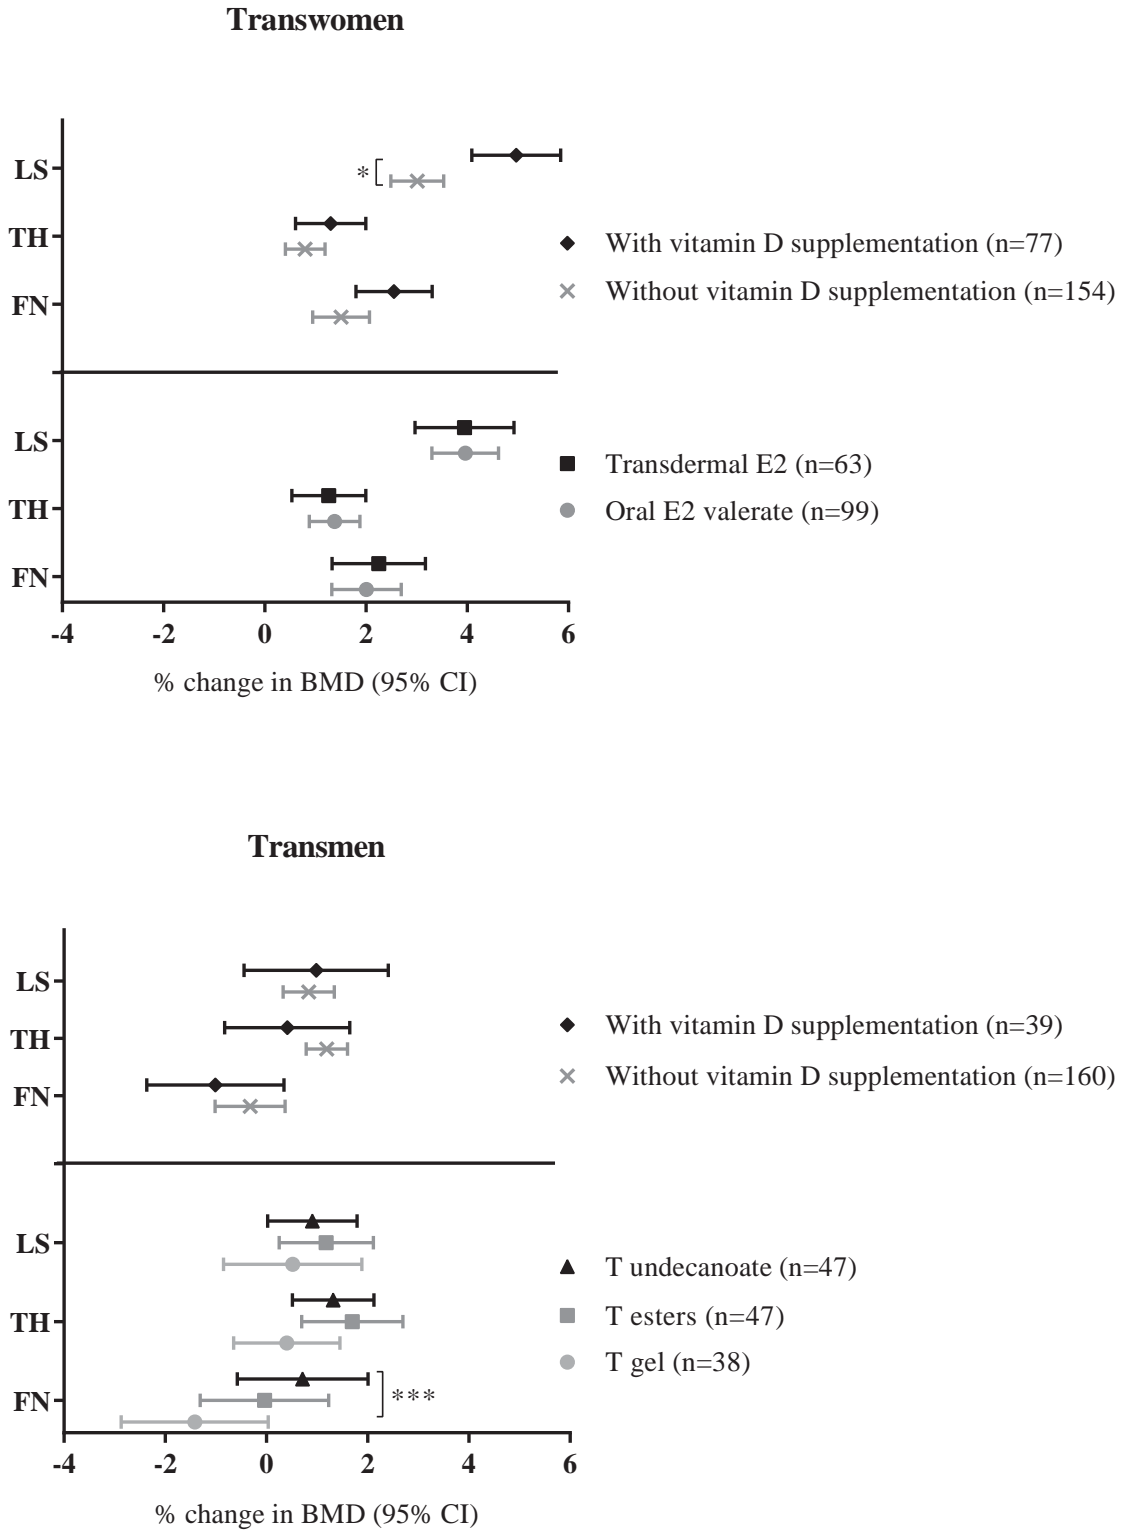 Transwomen
LS
*
TH
FN
With vitamin D supplementation (n=77)
Without vitamin D supplementation (n=154)
LS
TH
FN
Transdermal E2 (n=63)
Oral E2 valerate (n=99)
-4 -2 0 2 4 6
% change in BMD (95% CI)
Transmen
LS
TH
FN
With vitamin D supplementation (n=39)
Without vitamin D supplementation (n=160)
LS
TH
FN
***
T undecanoate (n=47)
T esters (n=47)
T gel (n=38)
-4 -2 0 2 4 6
% change in BMD (95% CI)